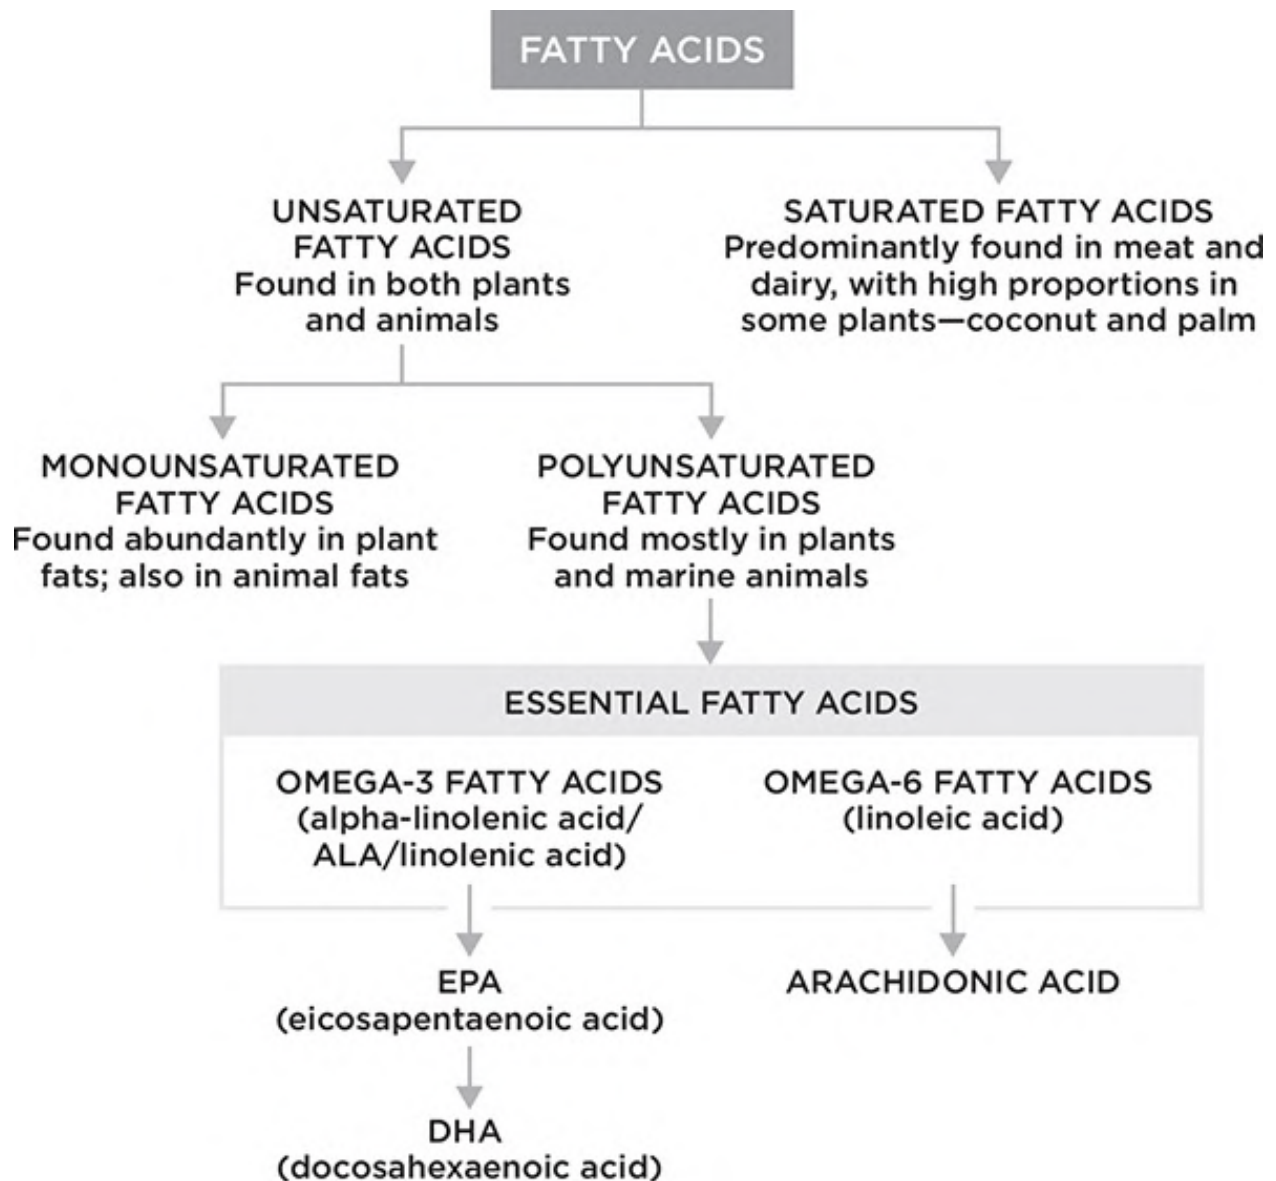 FATTY ACIDS
UNSATURATED
FATTY ACIDS
Found in both plants
and animals
SATURATED FATTY ACIDS
Predominantly found in meat and
dairy, with high proportions in
some plants—coconut and palm
MONOUNSATURATED
FATTY ACIDS
Found abundantly in plant
fats; also in animal fats
POLYUNSATURATED
FATTY ACIDS
Found mostly in plants
and marine animals
ESSENTIAL FATTY ACIDS
OMEGA-3 FATTY ACIDS
(alpha-linolenic acid/
ALA/linolenic acid)
OMEGA-6 FATTY ACIDS
(linoleic acid)
EPA
(eicosapentaenoic acid)
ARACHIDONIC ACID
DHA
(docosahexaenoic acid)